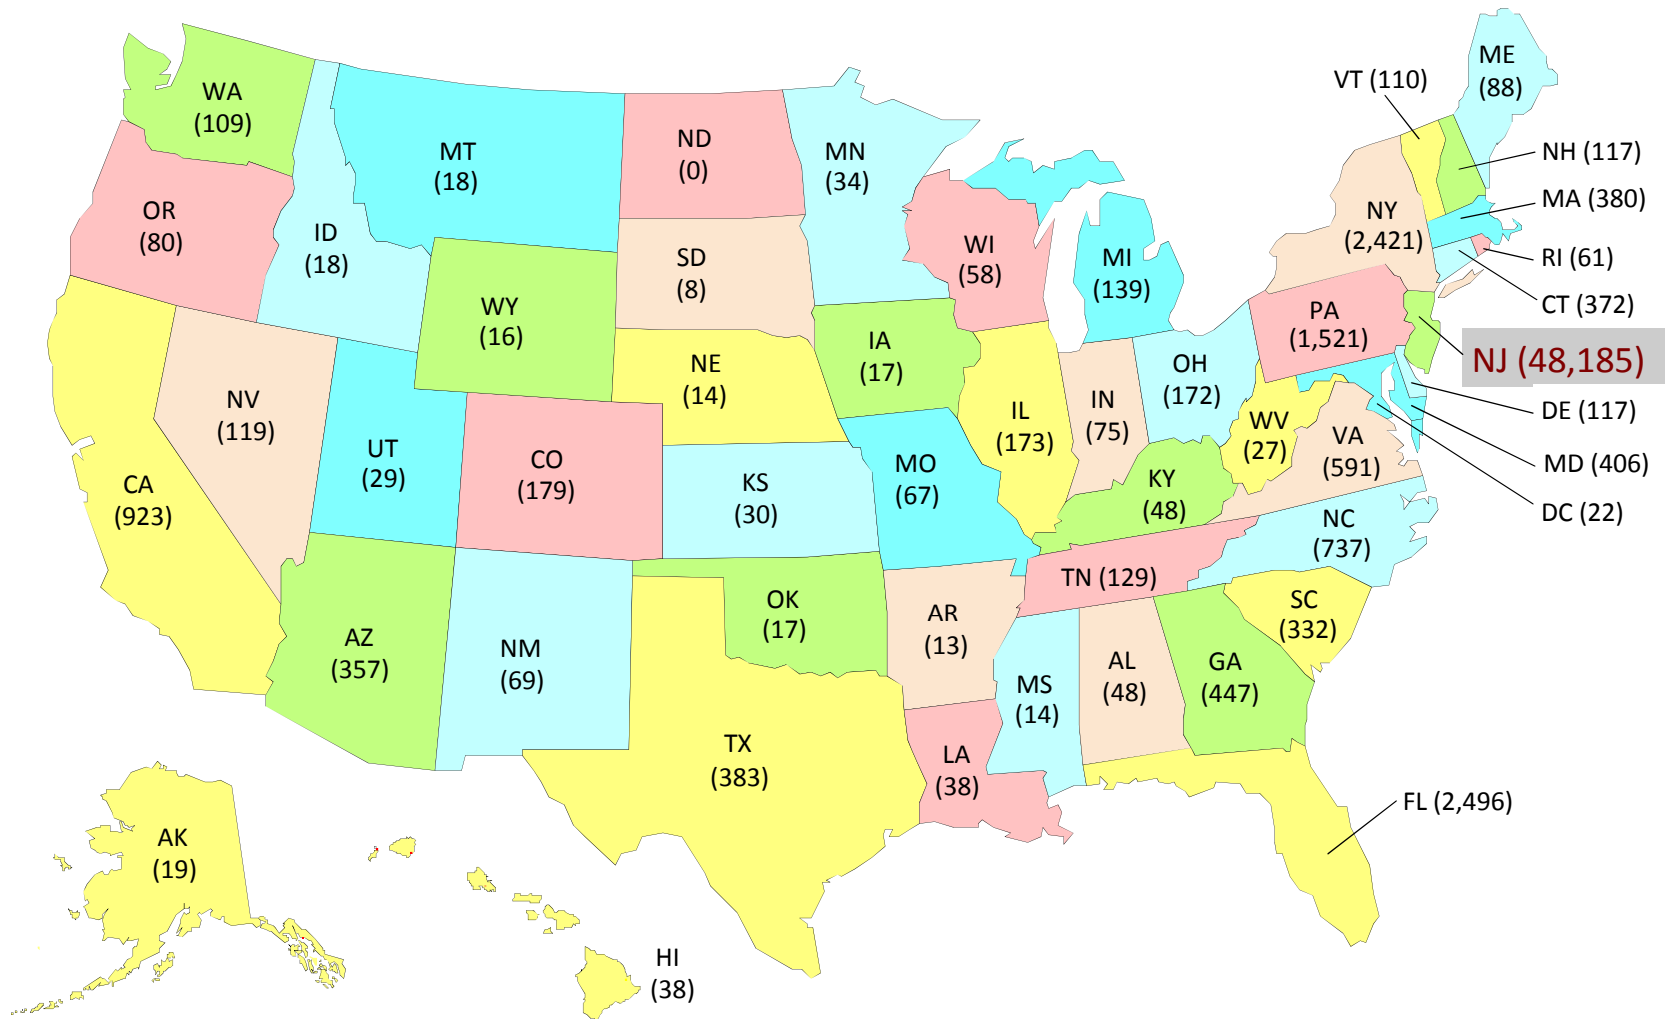 WA
(109)
OR
(80)
CA
(923)
NV
(119)
ID
(18)
MT
(18)
WY
(16)
UT
(29)
CO
(179)
AZ
(357)
NM
(69)
ND
(0)
SD
(8)
NE
(14)
KS
(30)
OK
(17)
TX
(383)
MN
(34)
IA
(17)
MO
(67)
AR
(13)
LA
(38)
WI
(58)
IL
(173)
MI
(139)
IN
(75)
OH
(172)
KY
(48)
TN (129)
MS
(14)
AL
(48)
GA
(447)
SC
(332)
NC
(737)
VA
(591)
WV
(27)
PA
(1,521)
NY
(2,421)
VT (110)
ME
(88)
NH (117)
MA (380)
RI (61)
CT (372)
NJ (48,185)
DE (117)
MD (406)
DC (22)
FL (2,496)
AK
(19)
HI
(38)